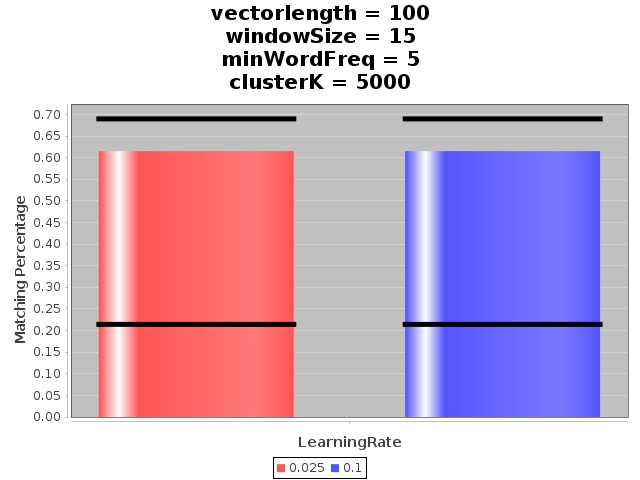 vectorlength = 100
windowSize = 15
minWordFreq = 5
clusterK = 5000
Matching Percentage
0.70
0.65
0.60
0.55
0.50
0.45
0.40
0.35
0.30
0.25
0.20
0.15
0.10
0.05
0.00
LearningRate
0.025 0.1